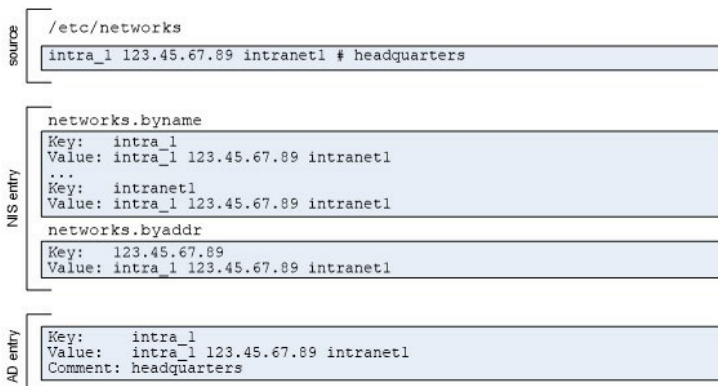 source
/etc/networks
intra_1 123.45.67.89 intranet1 # headquarters
NIS entry
networks.byname
Key: intra_1
Value: intra_1 123.45.67.89 intranet1
...
Key: intranet1
Value: intra_1 123.45.67.89 intranet1
networks.byaddr
Key: 123.45.67.89
Value: intra_1 123.45.67.89 intranet1
AD entry
Key: intra_1
Value: intra_1 123.45.67.89 intranet1
Comment: headquarters